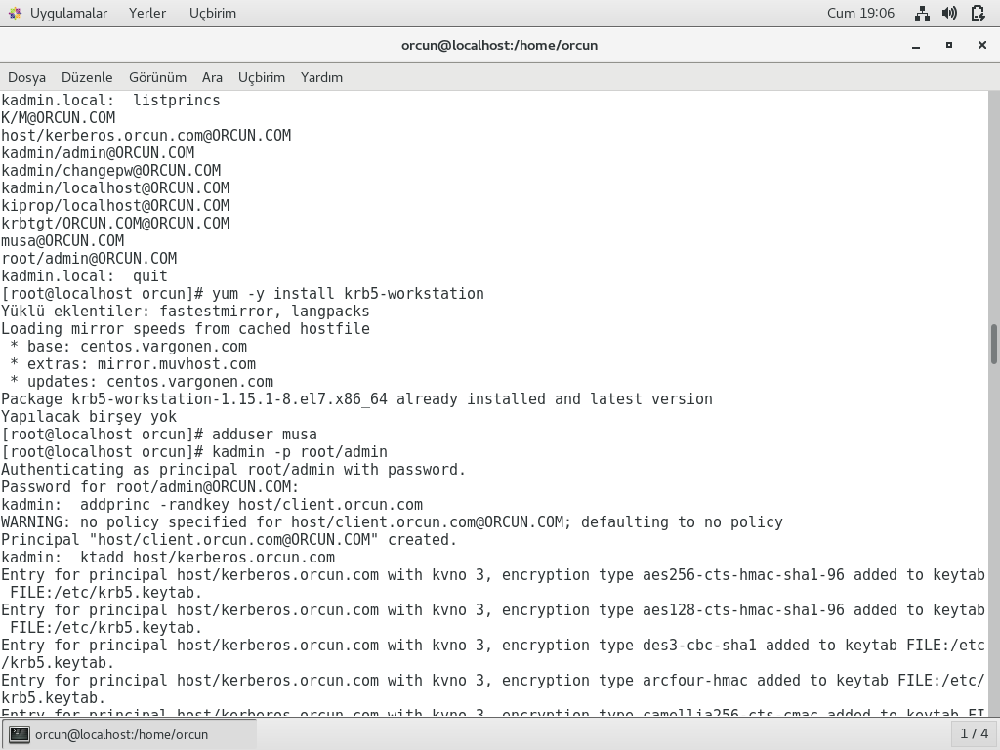 Uygulamalar Yerler Uçbirim Cum 19:06
orcun@localhost:/home/orcun
Dosya Düzenle Görünüm Ara Uçbirim Yardım
kadmin.local:  listprincs
K/M@ORCUN.COM
host/kerberos.orcun.com@ORCUN.COM
kadmin/admin@ORCUN.COM
kadmin/changepw@ORCUN.COM
kadmin/localhost@ORCUN.COM
kiprop/localhost@ORCUN.COM
krbtgt/ORCUN.COM@ORCUN.COM
musa@ORCUN.COM
root/admin@ORCUN.COM
kadmin.local:  quit
[root@localhost orcun]# yum -y install krb5-workstation
Yüklü eklentiler: fastestmirror, langpacks
Loading mirror speeds from cached hostfile
 * base: centos.vargonen.com
 * extras: mirror.muvhost.com
 * updates: centos.vargonen.com
Package krb5-workstation-1.15.1-8.el7.x86_64 already installed and latest version
Yapılacak birşey yok
[root@localhost orcun]# adduser musa
[root@localhost orcun]# kadmin -p root/admin
Authenticating as principal root/admin with password.
Password for root/admin@ORCUN.COM:
kadmin:  addprinc -randkey host/client.orcun.com
WARNING: no policy specified for host/client.orcun.com@ORCUN.COM; defaulting to no policy
Principal "host/client.orcun.com@ORCUN.COM" created.
kadmin:  ktadd host/kerberos.orcun.com
Entry for principal host/kerberos.orcun.com with kvno 3, encryption type aes256-cts-hmac-sha1-96 added to keytab
 FILE:/etc/krb5.keytab.
Entry for principal host/kerberos.orcun.com with kvno 3, encryption type aes128-cts-hmac-sha1-96 added to keytab
 FILE:/etc/krb5.keytab.
Entry for principal host/kerberos.orcun.com with kvno 3, encryption type des3-cbc-sha1 added to keytab FILE:/etc
/krb5.keytab.
Entry for principal host/kerberos.orcun.com with kvno 3, encryption type arcfour-hmac added to keytab FILE:/etc/
krb5.keytab.
Entry for principal host/kerberos.orcun.com with kvno 3, encryption type camellia256-cts-cmac added to keytab FI
orcun@localhost:/home/orcun 1 / 4